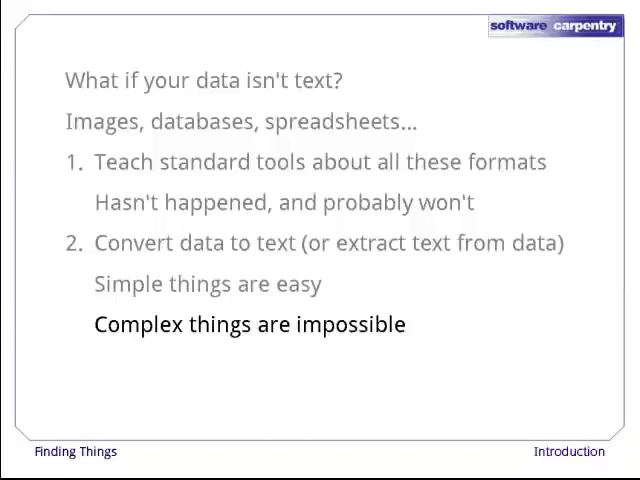 software carpentry
What if your data isn't text?
Images, databases, spreadsheets...
1. Teach standard tools about all these formats
Hasn't happened, and probably won't
2. Convert data to text (or extract text from data)
Simple things are easy
Complex things are impossible
Finding Things
Introduction